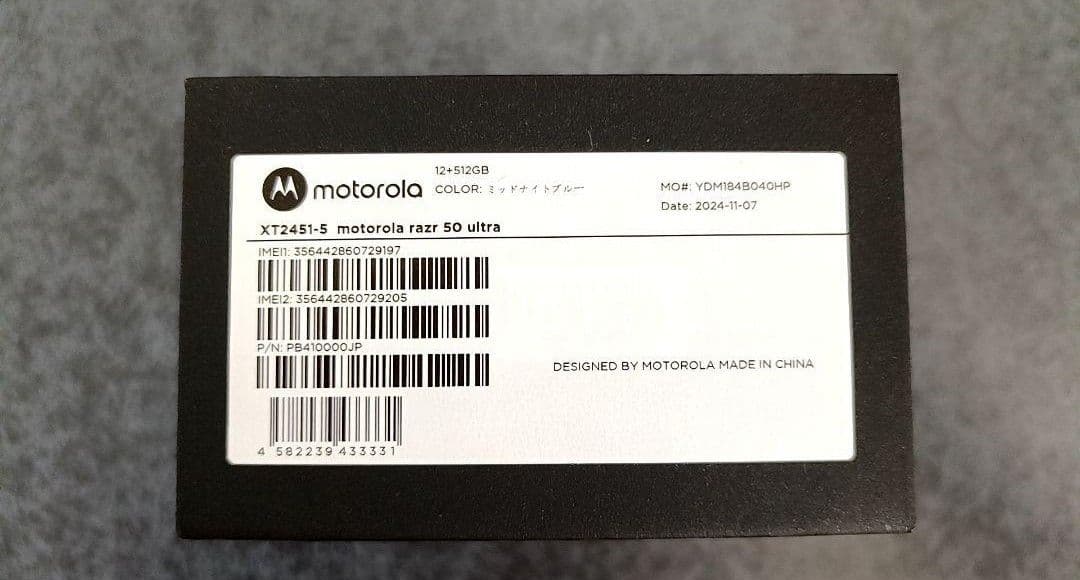 motorola
12+512GB
COLOR: ミッドナイトブルー
MO#: YDM184B040HP
Date: 2024-11-07
XT2451-5 motorola razr 50 ultra
IMEI1: 356442860729197
IMEI2: 356442860729205
P/N: PB410000JP
DESIGNED BY MOTOROLA MADE IN CHINA
4 582239 433331